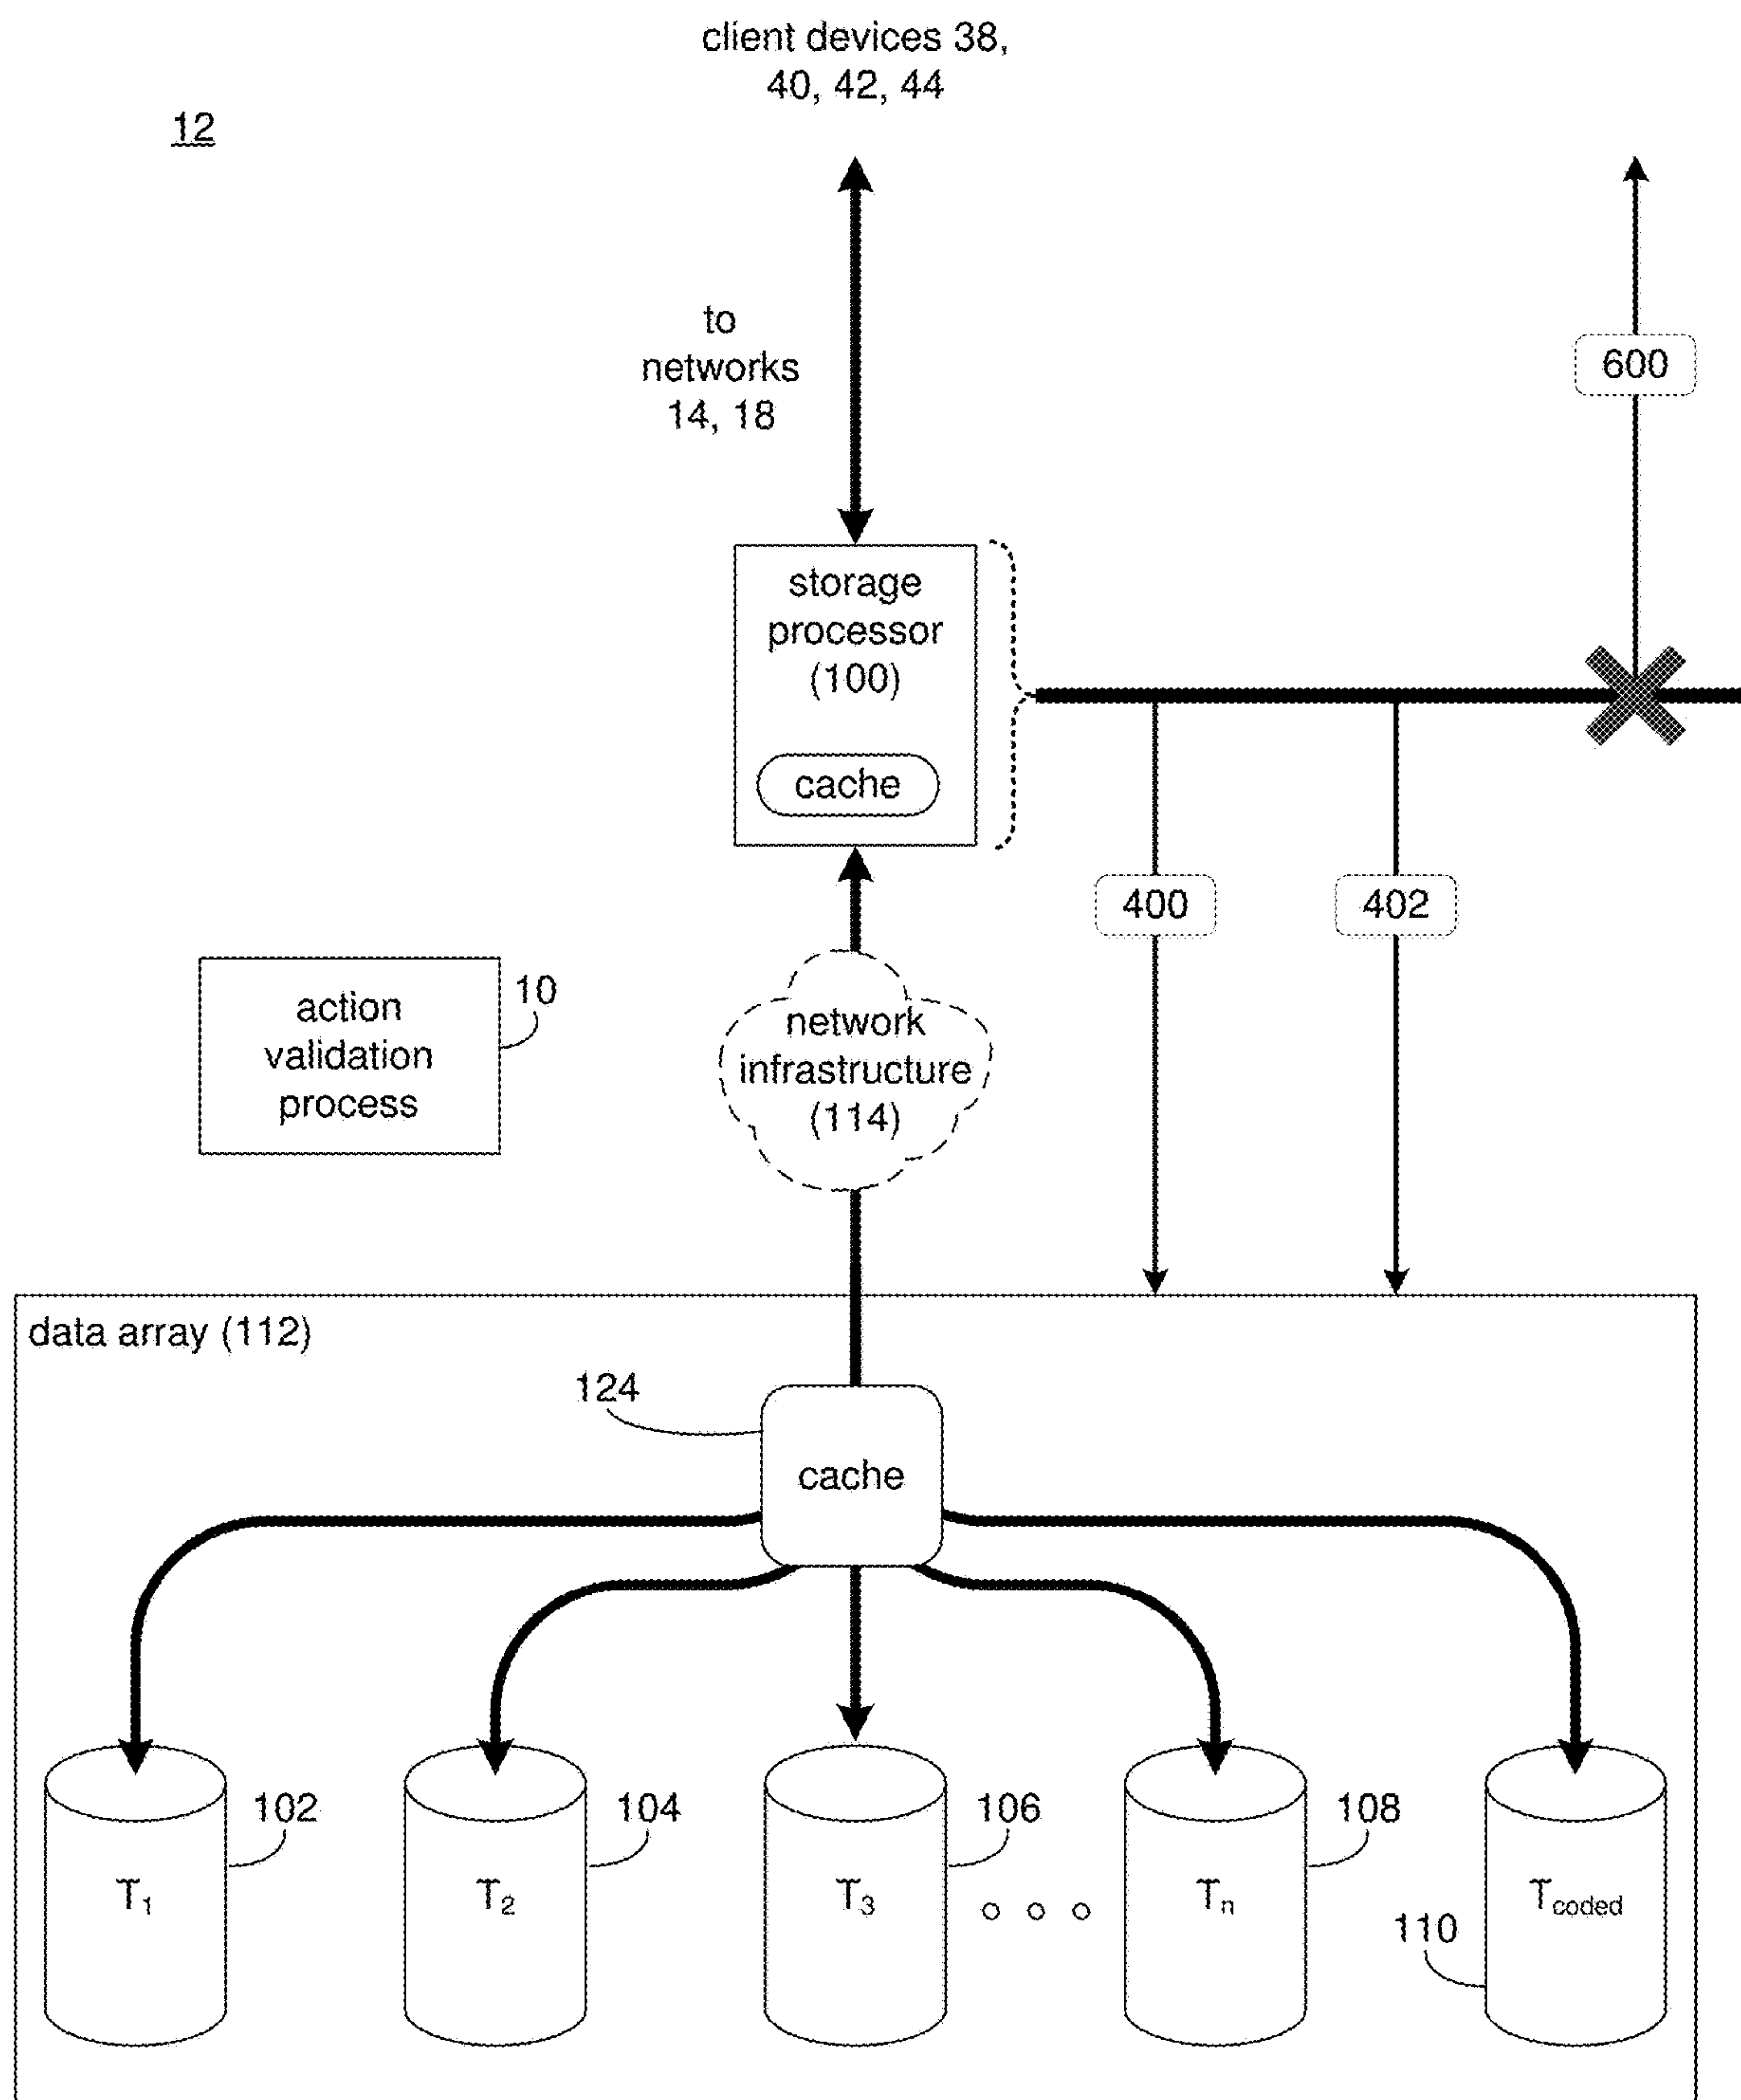 client devices 38,
40, 42, 44
12
to
networks
14, 18
600
storage
processor
(100)
cache
400
402
action
validation
process
10
network
infrastructure
(114)
data array (112)
124
cache
102
104
106
108
T1
T2
T3
Tn
Tcoded
110